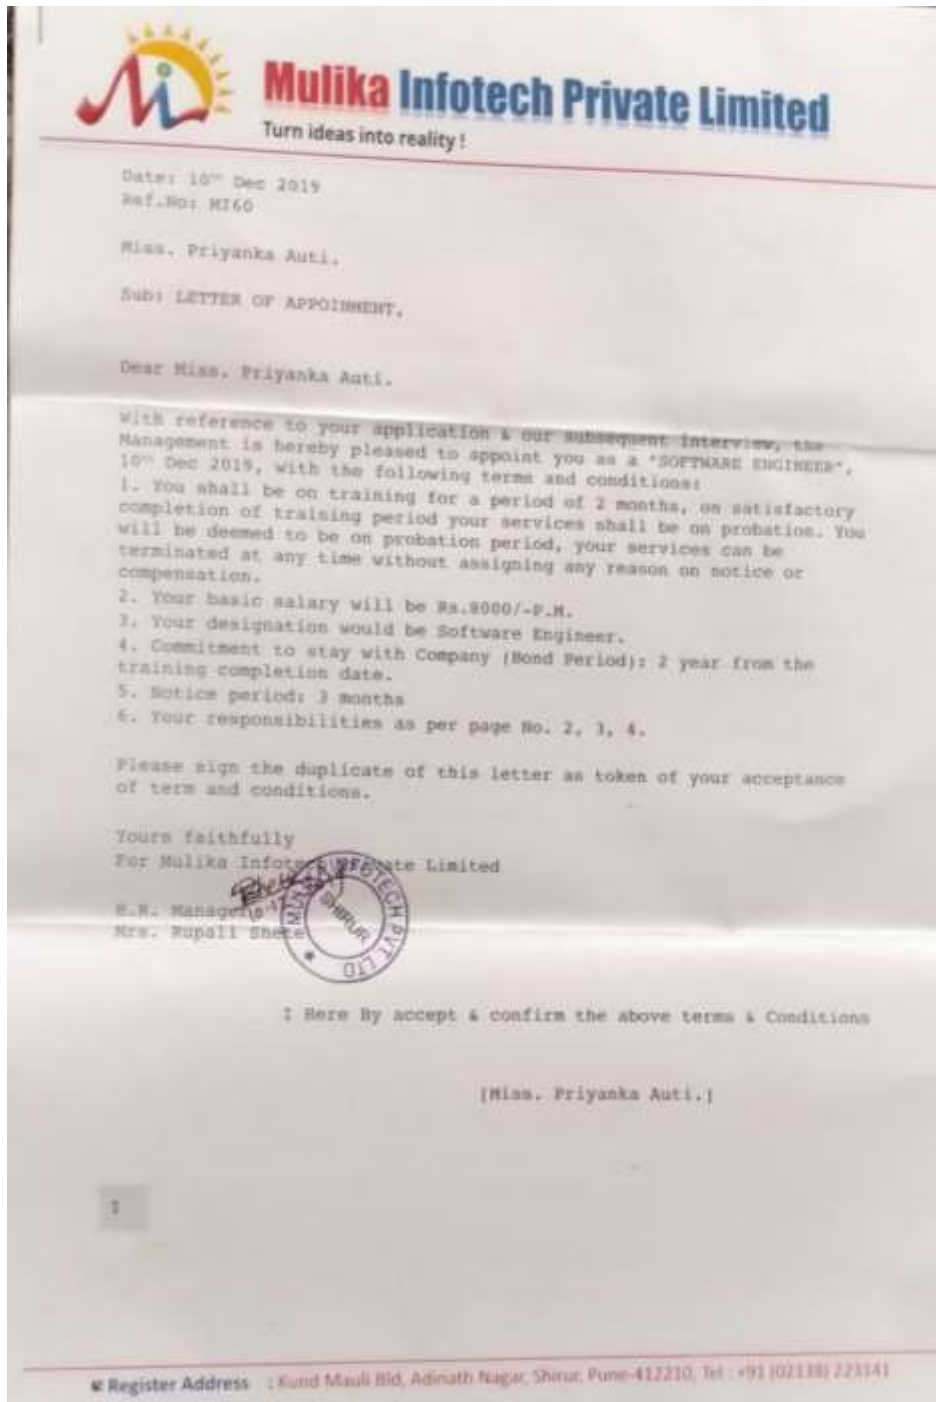 Mulika Infotech Private Limited
Turn ideas into reality !
Date: 10th Dec 2019
Ref.No: MI60
Miss. Priyanka Auti.
Sub: LETTER OF APPOINMENT.
Dear Miss. Priyanka Auti.
With reference to your application & our subsequent interview, the
Management is hereby pleased to appoint you as a "SOFTWARE ENGINEER",
10th Dec 2019, with the following terms and conditions:
1. You shall be on training for a period of 2 months, on satisfactory
completion of training period your services shall be on probation. You
will be deemed to be on probation period, your services can be
terminated at any time without assigning any reason on notice or
compensation.
2. Your basic salary will be /-P.M.
3. Your designation would be Software Engineer.
4. Commitment to stay with Company (Bond Period): 2 year from the
training completion date.
5. Notice period: months
6. Your responsibilities as per page No. 2, 3, 4.
Please sign the duplicate of this letter as token of your acceptance
of term and conditions.
Yours faithfully
For Mulika Infotech Private Limited
H.R. Manager
Mrs. Rupali Shete
MULIKA INFOTECH PVT LTD
SHIRUR
I Here By accept & confirm the above terms & Conditions
[Miss. Priyanka Auti.]
Register Address : Kund Mauli Bld, Adinath Nagar, Shirur, Pune-412210, Tel : +91 (02138) 223141